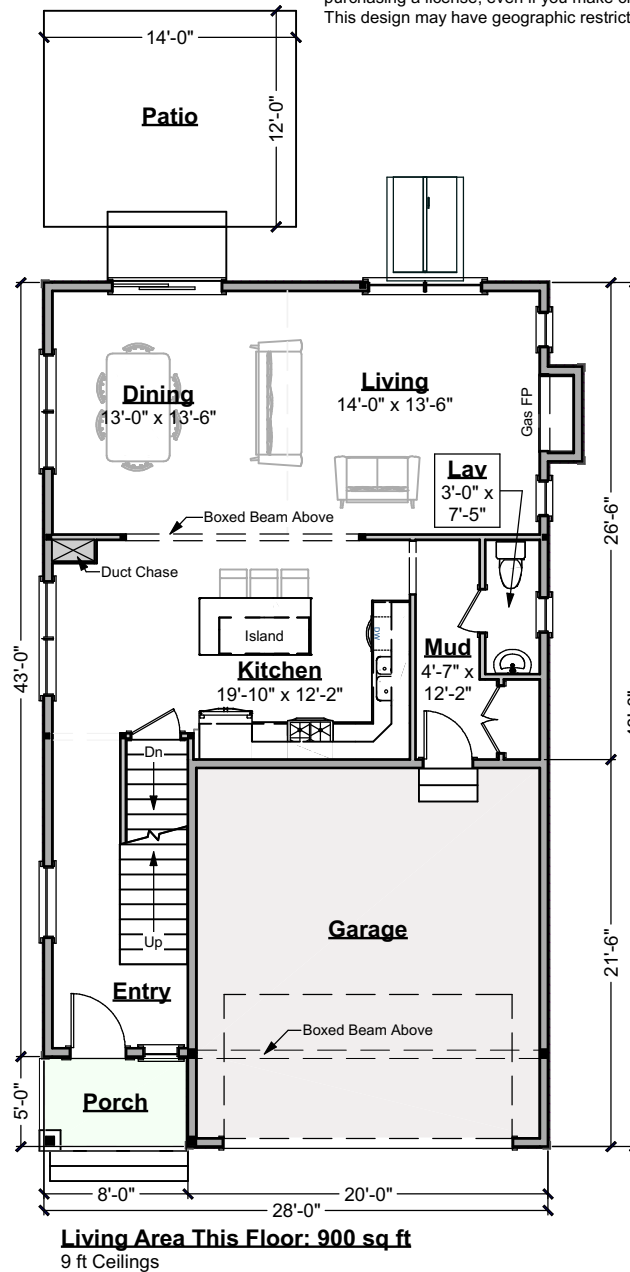 purchasing a license, even if you make
This design may have geographic
14'-0"
Patio
12'-0"
Dining
13'-0" x 13'-6"
Living
14'-0" x 13'-6"
Gas FP
Lav
3'-0" x
7'-5"
Boxed Beam Above
Duct Chase
26'-6"
Island
DW
Kitchen
19'-10" x 12'-2"
Mud
4'-7" x
12'-2"
43'-0"
Dn
Up
Garage
21'-6"
Entry
Boxed Beam Above
Porch
5'-0"
8'-0"
20'-0"
28'-0"
Living Area This Floor: 900 sq ft
9 ft Ceilings